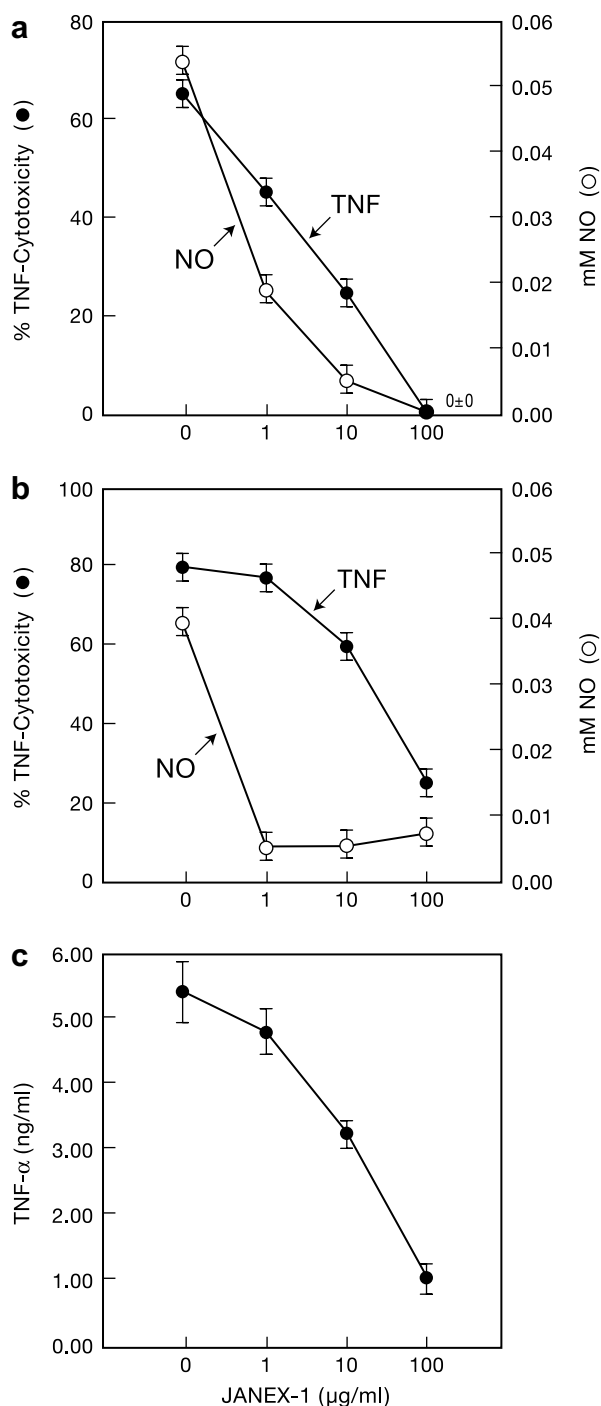 a
80
60
40
20
0
% TNF-Cytotoxicity (●)
TNF
NO
0±0
0.06
0.05
0.04
0.03
0.02
0.01
0.00
mM NO (○)
0 1 10 100
b
100
80
60
40
20
0
% TNF-Cytotoxicity (●)
TNF
NO
0.06
0.05
0.04
0.03
0.02
0.01
0.00
mM NO (○)
0 1 10 100
c
6.00
5.00
4.00
3.00
2.00
1.00
0.00
TNF-α (ng/ml)
0 1 10 100
JANEX-1 (µg/ml)